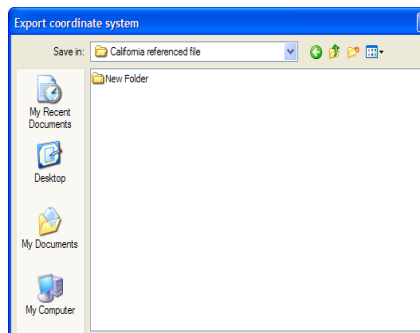 Export coordinate system
Save in:
California referenced file
New Folder
My Recent
Documents
Desktop
My Documents
My Computer